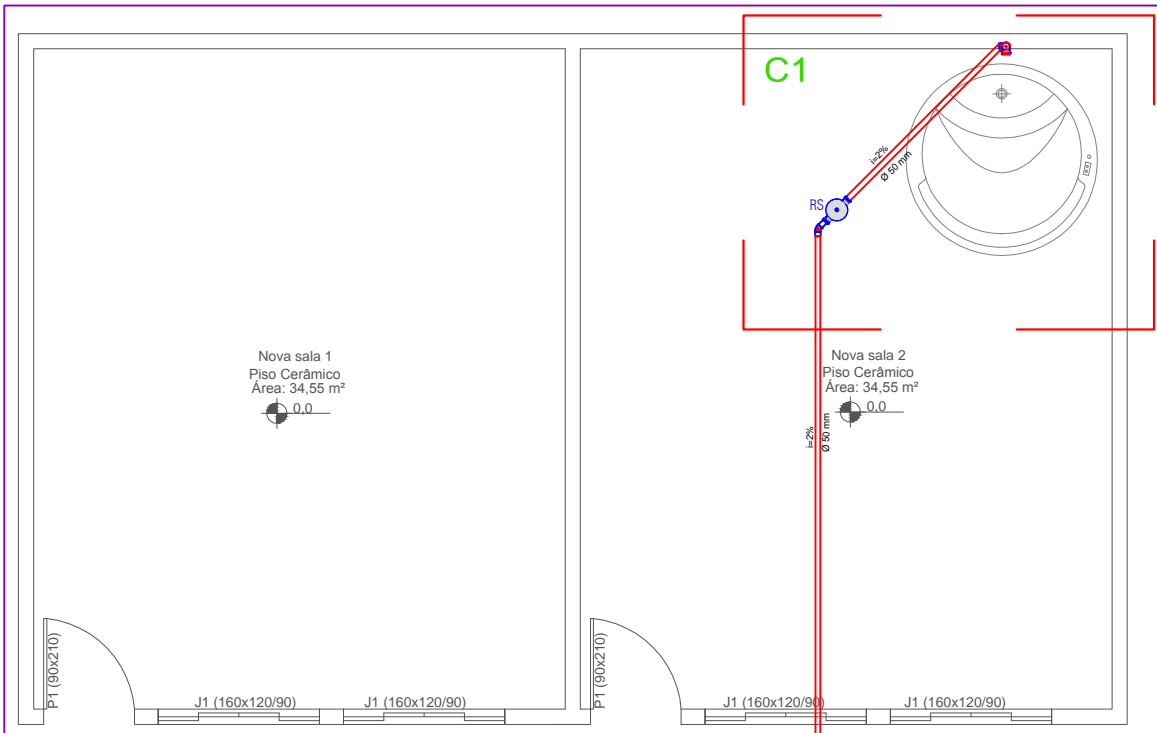 C1
i=2%
Ø 50 mm
RS
Nova sala 1
Piso Cerâmico
Área: 34,55 m²
0,0
Nova sala 2
Piso Cerâmico
Área: 34,55 m²
0,0
i=2%
Ø 50 mm
P1 (90x210)
J1 (160x120/90)
J1 (160x120/90)
P1 (90x210)
J1 (160x120/90)
J1 (160x120/90)